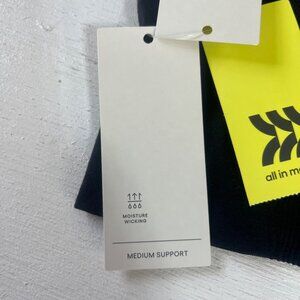 MOISTURE
WICKING
MEDIUM SUPPORT
all in m